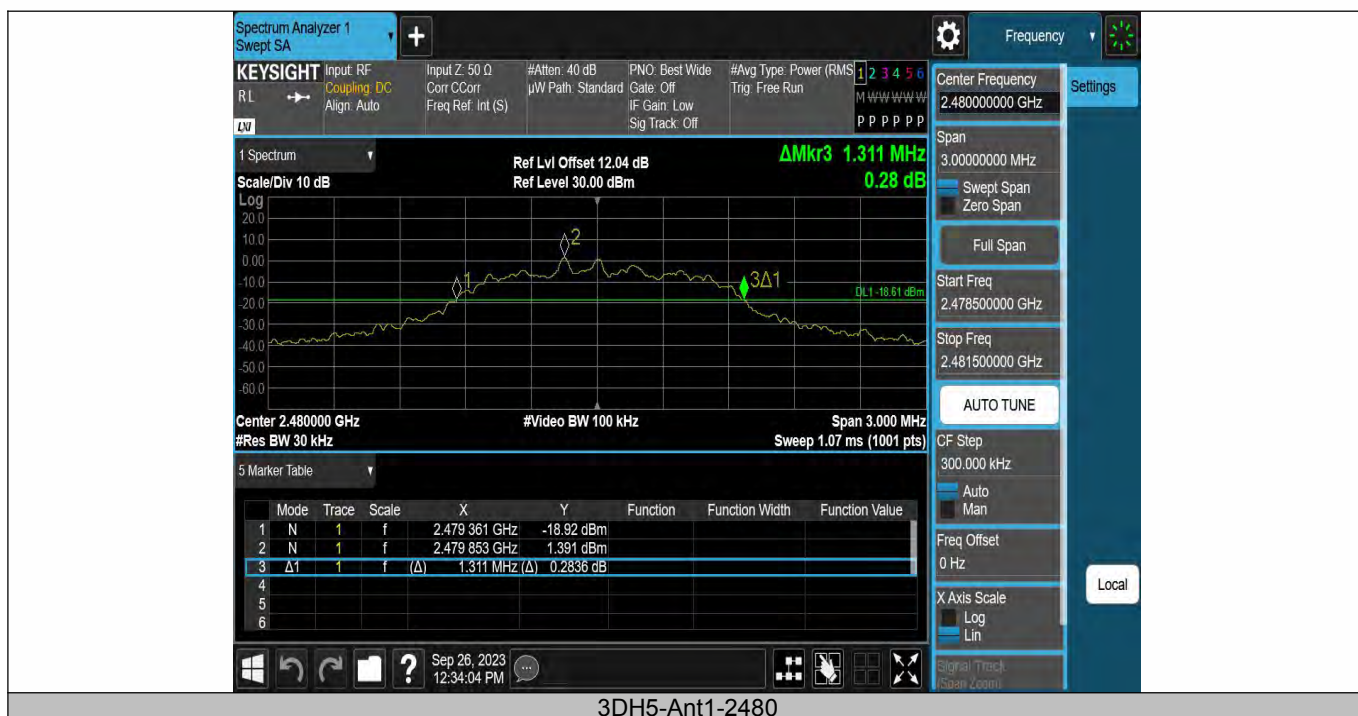 Spectrum Analyzer 1
Swept SA
+
Frequency
KEYSIGHT
Input: RF
Input Z: 50 Ω
#Atten: 40 dB
PNO: Best Wide
#Avg Type: Power (RMS
1 2 3 4 5 6
R L
Coupling: DC
Corr CCorr
µW Path: Standard
Gate: Off
Trig: Free Run
Align: Auto
Freq Ref: Int (S)
IF Gain: Low
M W W W W W
LXI
Sig Track: Off
P P P P P P
Center Frequency
2.480000000 GHz
Settings
Span
3.00000000 MHz
Swept Span
Zero Span
Full Span
Start Freq
2.478500000 GHz
Stop Freq
2.481500000 GHz
AUTO TUNE
CF Step
300.000 kHz
Auto
Man
Freq Offset
0 Hz
X Axis Scale
Log
Lin
Signal Track
(Span Zoom)
Local
1 Spectrum
Ref Lvl Offset 12.04 dB
ΔMkr3 1.311 MHz
Scale/Div 10 dB
Ref Level 30.00 dBm
0.28 dB
Log
20.0
10.0
0.00
-10.0
-20.0
-30.0
-40.0
-50.0
-60.0
1
2
3Δ1
DL1 -18.61 dBm
Center 2.480000 GHz
#Video BW 100 kHz
Span 3.000 MHz
#Res BW 30 kHz
Sweep 1.07 ms (1001 pts)
5 Marker Table
Mode Trace Scale X Y Function Function Width Function Value
1 N 1 f 2.479 361 GHz -18.92 dBm
2 N 1 f 2.479 853 GHz 1.391 dBm
3 Δ1 1 f (Δ) 1.311 MHz (Δ) 0.2836 dB
4
5
6
?
Sep 26, 2023
12:34:04 PM
3DH5-Ant1-2480